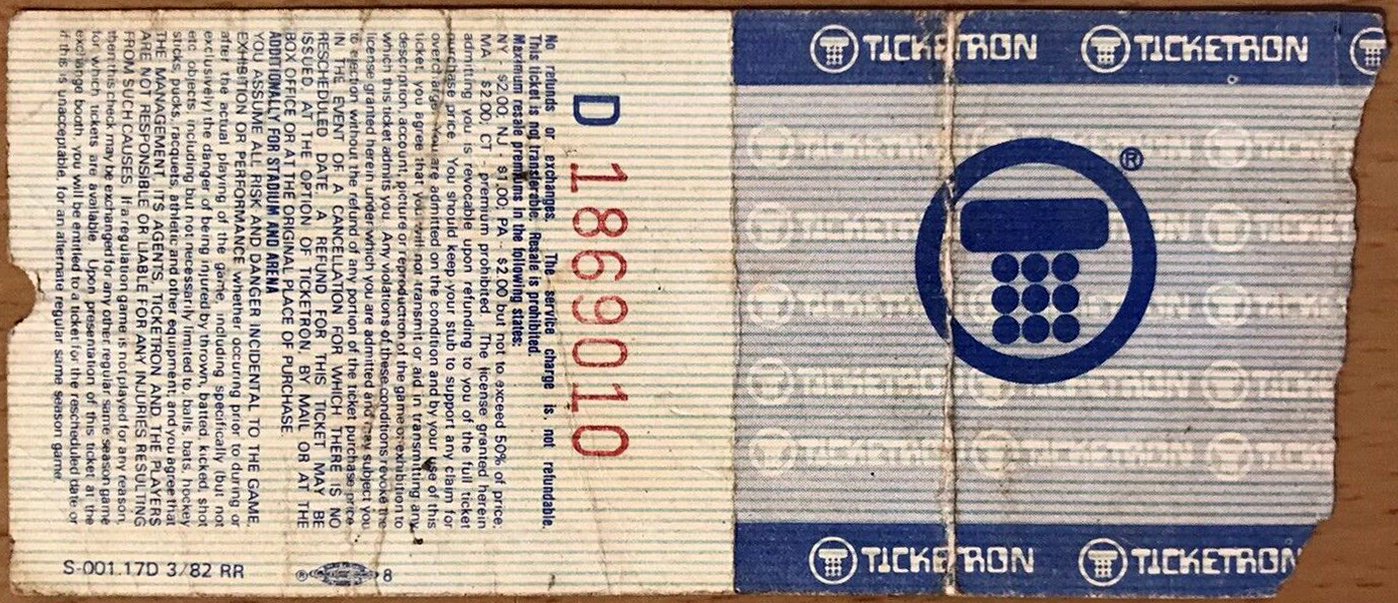 D 1869010
No refunds or exchanges. The service charge is not refundable.
This ticket is not transferable. Resale is prohibited.
Maximum resale premiums in the following states:
NY - $2.00, NJ - $1.00, PA - $2.00 but not to exceed 50% of price;
MA - $2.00, CT - premium prohibited. The license granted herein
admitting you is revocable upon refunding to you of the full ticket
purchase price. You should keep your stub to support any claim for
overcharge. You are admitted on the condition and by your use of this
ticket you agree that you will not transmit or aid in transmitting any
description, account, picture or reproduction of the game or exhibition to
which this ticket admits you. Any violations of these conditions revoke the
license granted herein under which you are admitted and may subject you
to ejection without the refund of any portion of the ticket purchase price.
IN THE EVENT OF A CANCELLATION FOR WHICH THERE IS NO
RESCHEDULED DATE, A REFUND FOR THIS TICKET MAY BE
ISSUED, AT THE OPTION OF TICKETRON, BY MAIL OR AT THE
BOX OFFICE OR AT THE ORIGINAL PLACE OF PURCHASE.
ADDITIONALLY FOR STADIUM AND ARENA
YOU ASSUME ALL RISK AND DANGER INCIDENTAL TO THE GAME,
EXHIBITION OR PERFORMANCE whether occurring prior to during or
after the actual playing of the game, including specifically (but not
exclusively) the danger of being injured by thrown, batted, kicked, shot
etc. objects, including but not necessarily limited to balls, bats, hockey
sticks, pucks, racquets, athletic and other equipment; and you agree that
THE MANAGEMENT, ITS AGENTS, TICKETRON AND THE PLAYERS
ARE NOT RESPONSIBLE OR LIABLE FOR ANY INJURIES RESULTING
FROM SUCH CAUSES. If a regulation game is not played for any reason,
then this check may be exchanged for any other regular same season game
for which tickets are available. Upon presentation of this ticket at the
exchange booth you will be entitled to a ticket for the rescheduled date or
if this is unacceptable, for an alternate regular same season game
S-001.17D 3/82 RR ® 8
TICKETRON TICKETRON
®
TICKETRON TICKETRON
TICKETRON TICKETRON
TICKETRON TICKETRON
TICKETRON TICKETRON
TICKETRON TICKETRON
TICKETRON TICKETRON